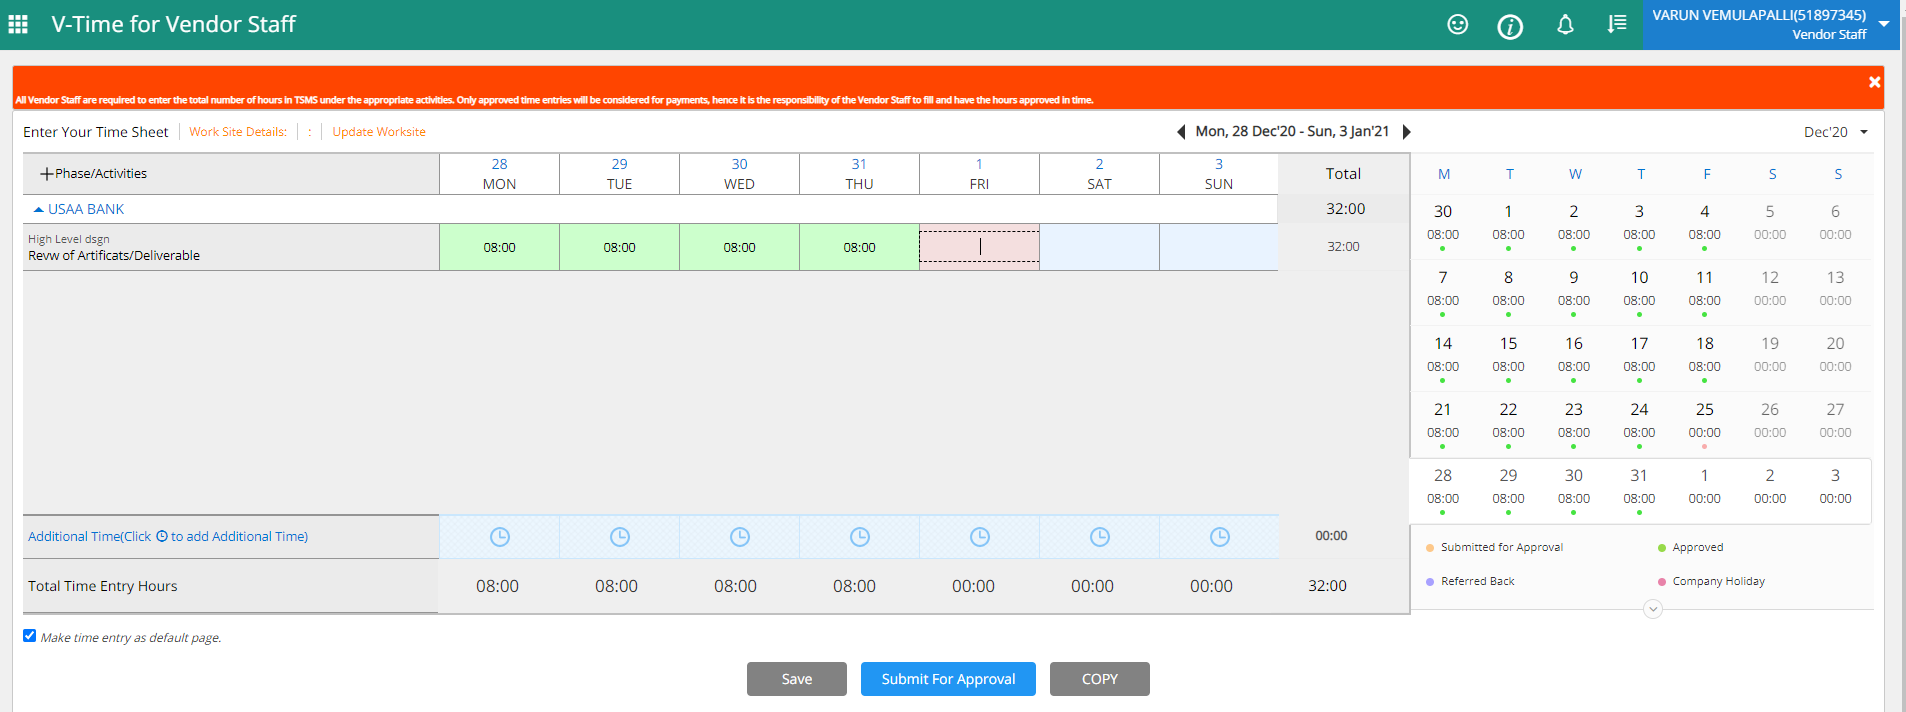 V-Time for Vendor Staff
VARUN VEMULAPALLI(51897345)
Vendor Staff
All Vendor Staff are required to enter the total number of hours in TSMS under the appropriate activities. Only approved time entries will be considered for payments, hence it is the responsibility of the Vendor Staff to fill and have the hours approved in time.
Enter Your Time Sheet Work Site Details: : Update Worksite
Mon, 28 Dec'20 - Sun, 3 Jan'21
Dec'20
Phase/Activities
28 29 30 31 1 2 3
MON TUE WED THU FRI SAT SUN
Total
USAA BANK 32:00
High Level dsgn
Revw of Artificats/Deliverable
08:00 08:00 08:00 08:00 32:00
Additional Time(Click to add Additional Time) 00:00
Total Time Entry Hours 08:00 08:00 08:00 08:00 00:00 00:00 00:00 32:00
M T W T F S S
30 1 2 3 4 5 6
08:00 08:00 08:00 08:00 08:00 00:00 00:00
7 8 9 10 11 12 13
08:00 08:00 08:00 08:00 08:00 00:00 00:00
14 15 16 17 18 19 20
08:00 08:00 08:00 08:00 08:00 00:00 00:00
21 22 23 24 25 26 27
08:00 08:00 08:00 08:00 00:00 00:00 00:00
28 29 30 31 1 2 3
08:00 08:00 08:00 08:00 00:00 00:00 00:00
Submitted for Approval Approved
Referred Back Company Holiday
Make time entry as default page.
Save Submit For Approval COPY